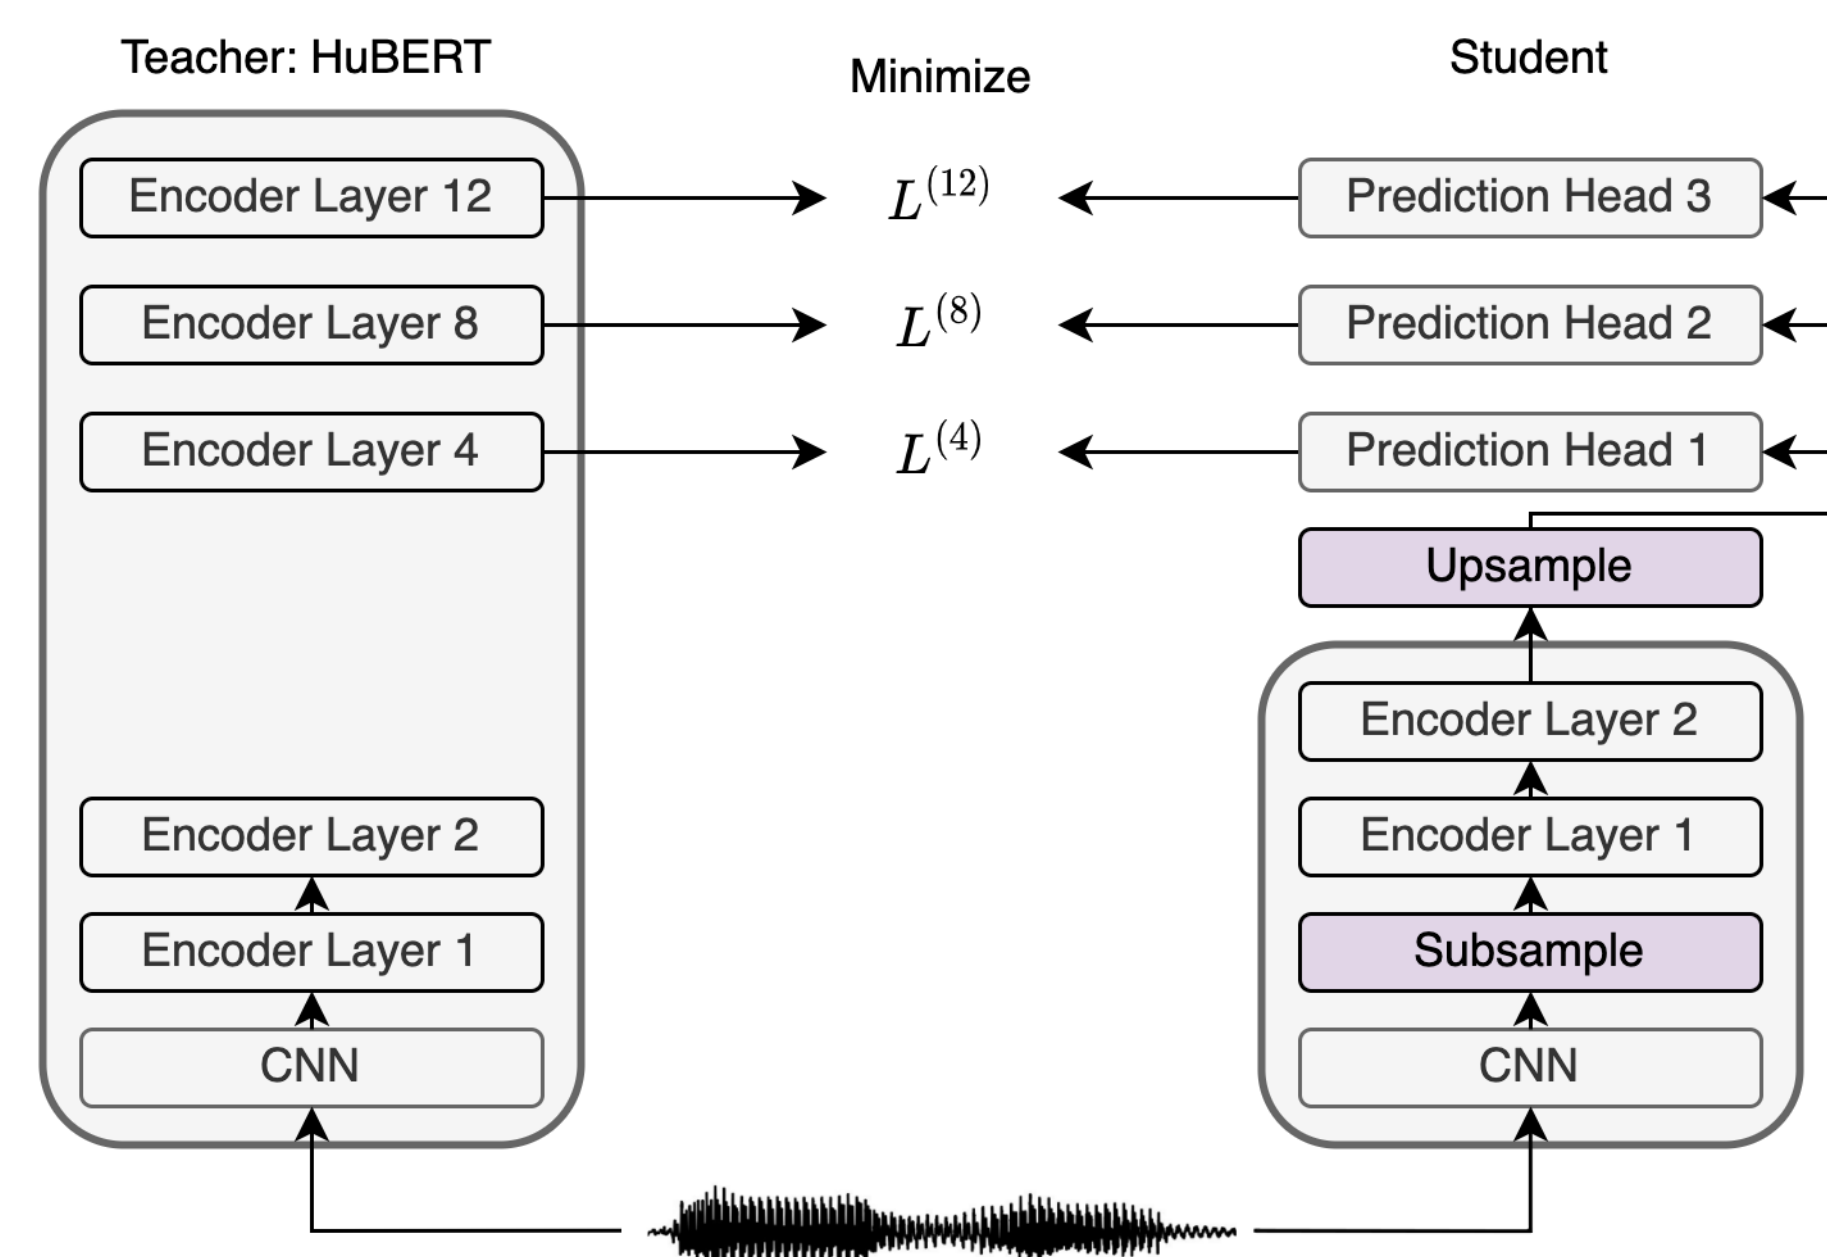 Teacher: HuBERT
Minimize
Student
Encoder Layer 12
L^(12)
Prediction Head 3
Encoder Layer 8
L^(8)
Prediction Head 2
Encoder Layer 4
L^(4)
Prediction Head 1
Upsample
Encoder Layer 2
Encoder Layer 2
Encoder Layer 1
Encoder Layer 1
Subsample
CNN
CNN